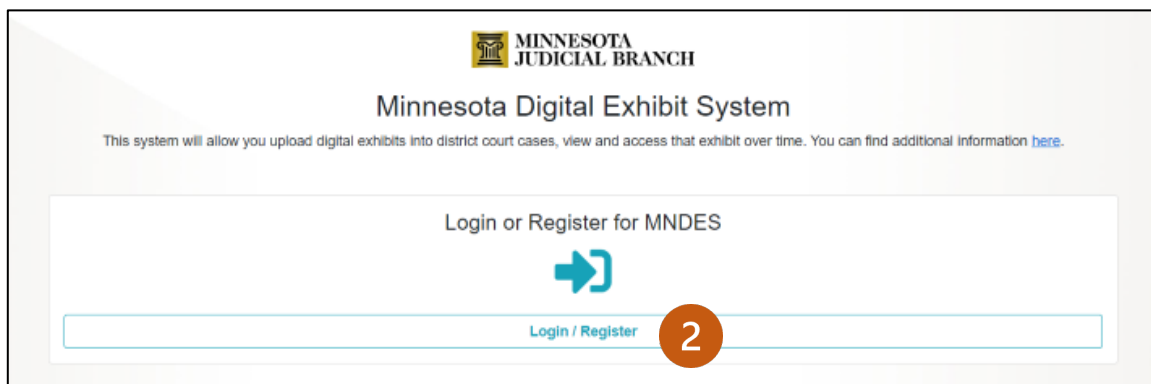 MINNESOTA
JUDICIAL BRANCH
Minnesota Digital Exhibit System
This system will allow you upload digital exhibits into district court cases, view and access that exhibit over time. You can find additional information here.
Login or Register for MNDES
Login / Register
2